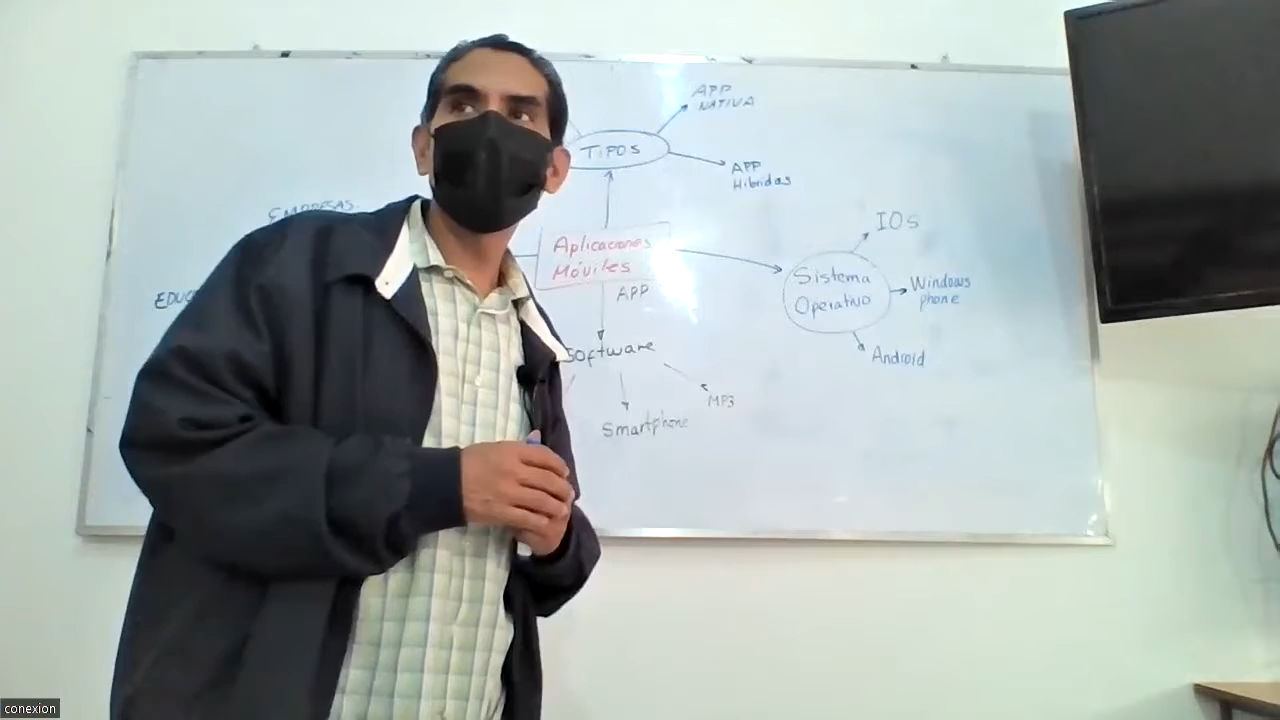 APP
NATIVA
TIPOS
APP
Hibridas
EMPRESAS
Aplicaciones
Móviles
APP
IOS
Sistema
Operativo
Windows
phone
Android
Software
MP3
Smartphone
conexion